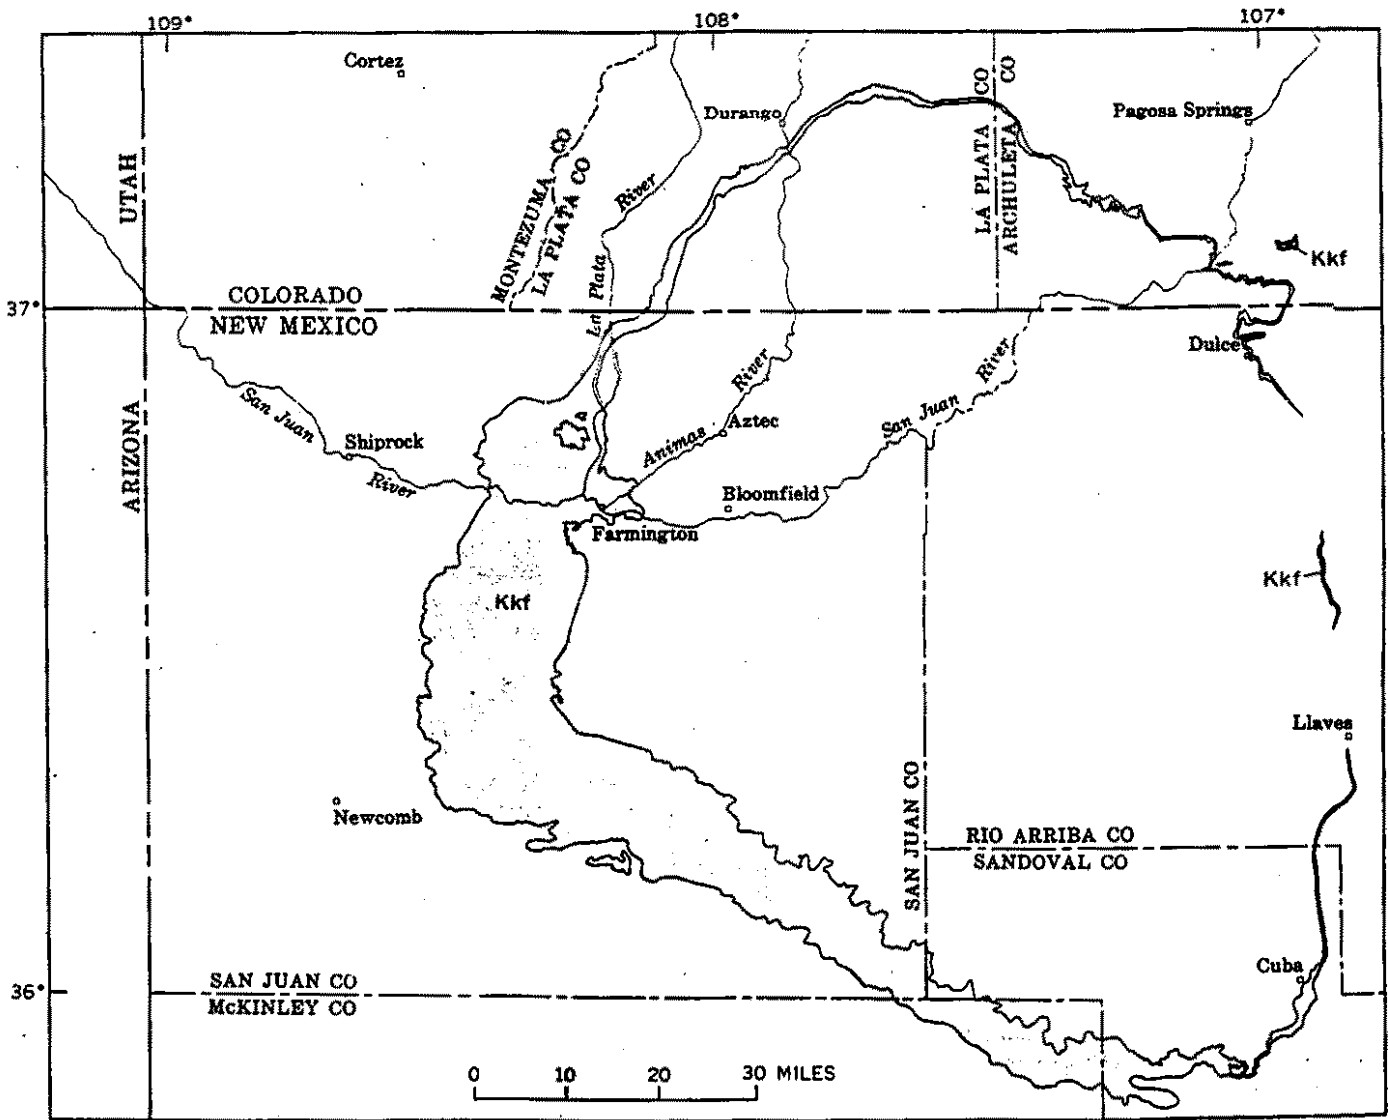 109°
108°
107°
Cortez
Durango
Pagosa Springs
UTAH
MONTEZUMA CO
LA PLATA CO
River
La Plata
LA PLATA CO
ARCHULETA CO
Kkf
37°
COLORADO
NEW MEXICO
Dulce
ARIZONA
San Juan
River
Shiprock
Animas
River
Aztec
San Juan
River
Bloomfield
Farmington
Kkf
Kkf
Llaves
Newcomb
SAN JUAN CO
RIO ARRIBA CO
SANDOVAL CO
Cuba
36°
SAN JUAN CO
McKINLEY CO
0 10 20 30 MILES